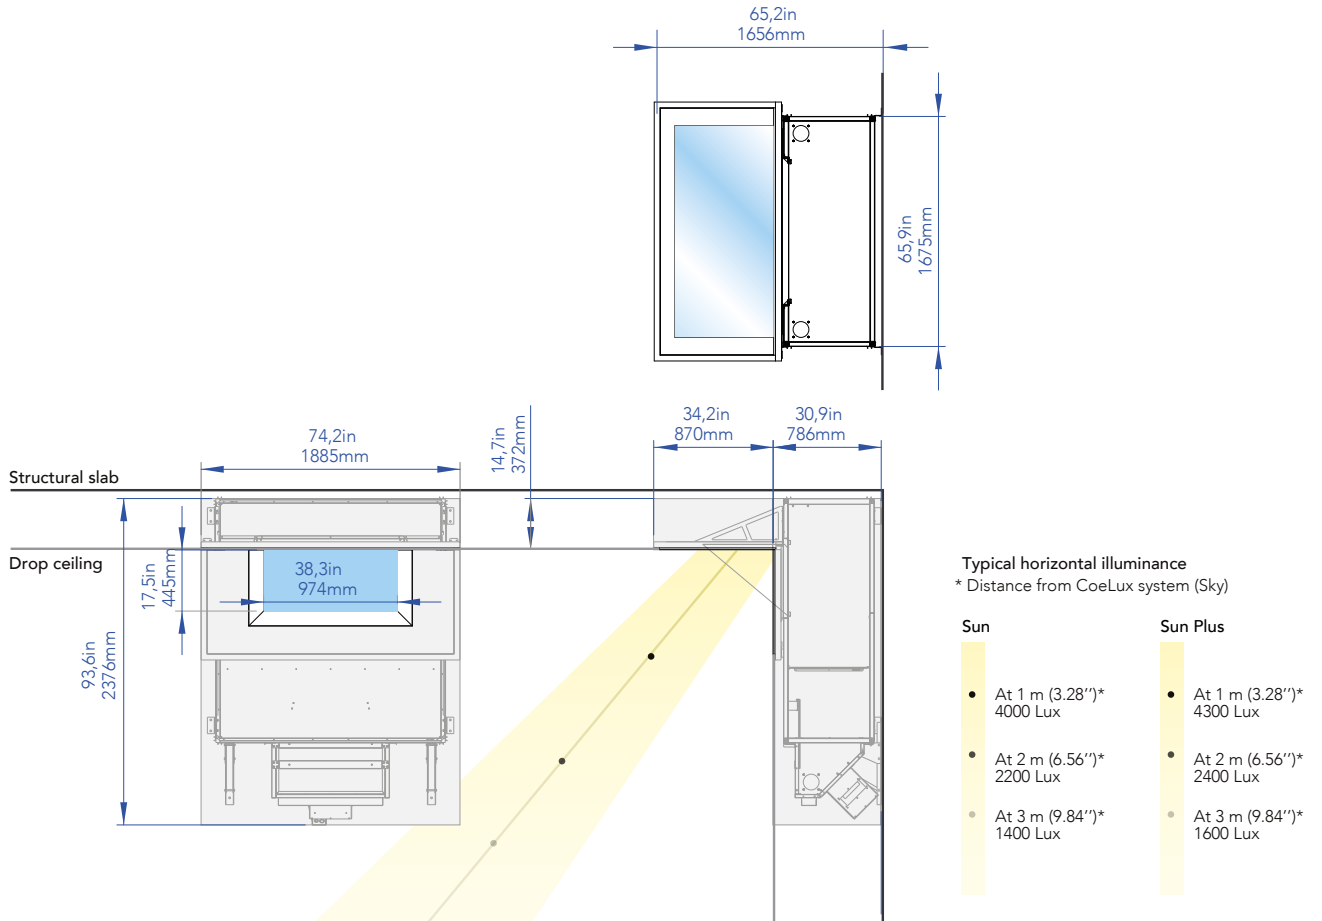 65,2in
1656mm
65,9in
1675mm
34,2in
870mm
30,9in
786mm
14,7in
372mm
74,2in
1885mm
Structural slab
Drop ceiling
17,5in
445mm
38,3in
974mm
93,6in
2376mm
Typical horizontal illuminance
* Distance from CoeLux system (Sky)
Sun
At 1 m (3.28’’)*
4000 Lux
At 2 m (6.56’’)*
2200 Lux
At 3 m (9.84’’)*
1400 Lux
Sun Plus
At 1 m (3.28’’)*
4300 Lux
At 2 m (6.56’’)*
2400 Lux
At 3 m (9.84’’)*
1600 Lux